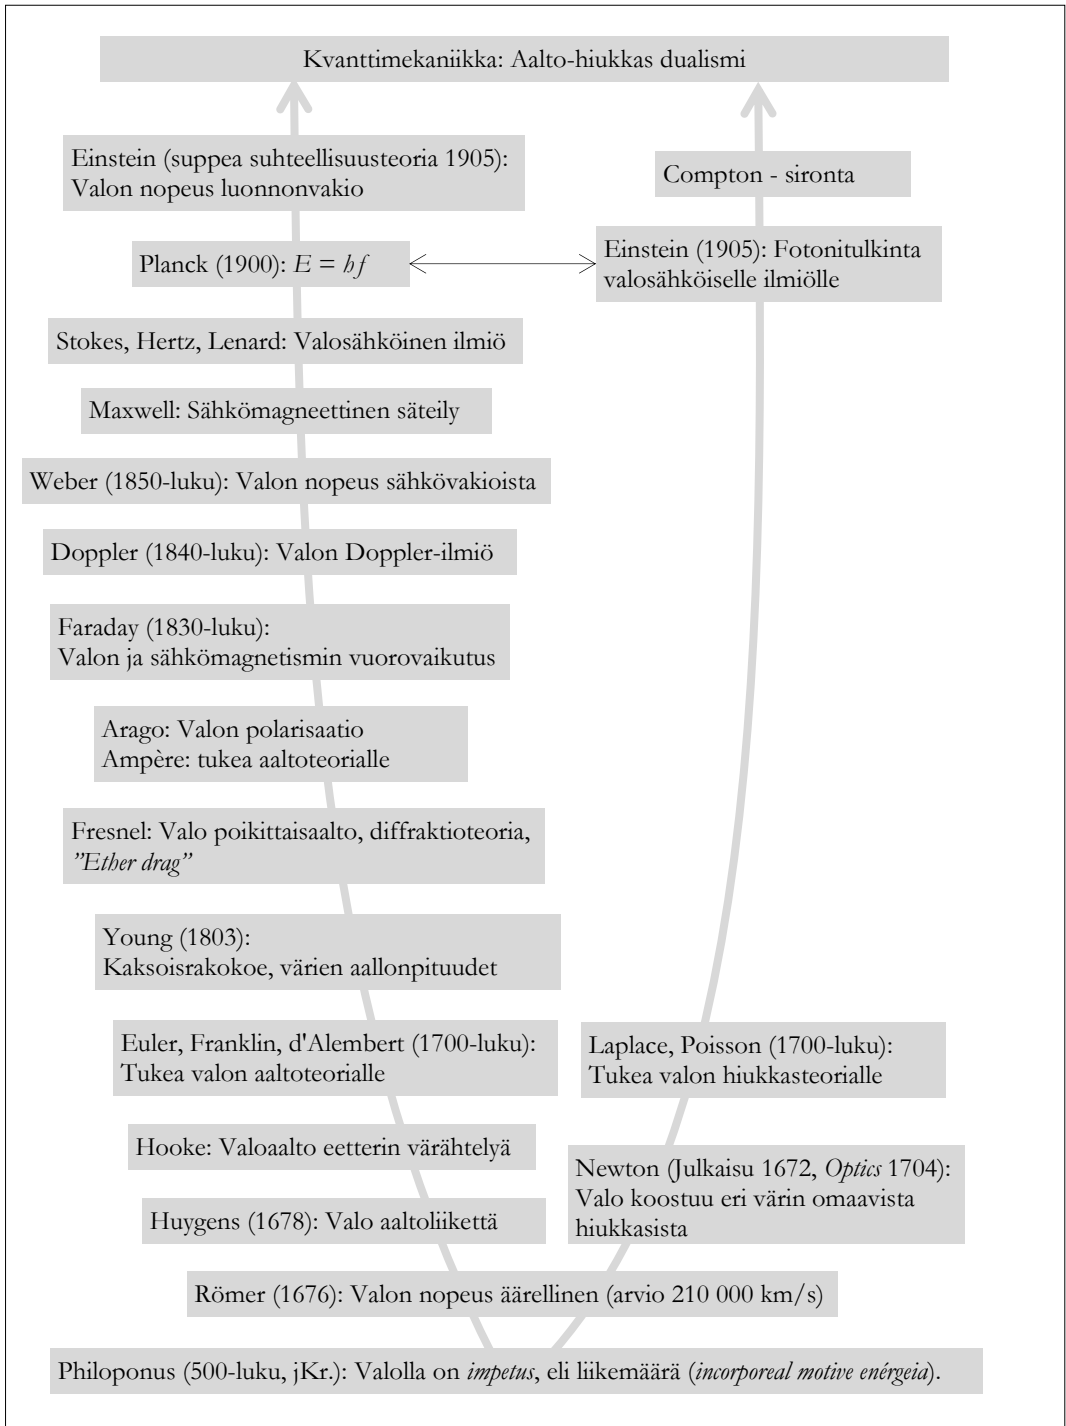 Kvanttimekaniikka: Aalto-hiukkas dualismi
Einstein (suppea suhteellisuusteoria 1905):
Valon nopeus luonnonvakio
Compton - sironta
Planck (1900): E = hf
Einstein (1905): Fotonitulkinta
valosähköiselle ilmiölle
Stokes, Hertz, Lenard: Valosähköinen ilmiö
Maxwell: Sähkömagneettinen säteily
Weber (1850-luku): Valon nopeus sähkövakioista
Doppler (1840-luku): Valon Doppler-ilmiö
Faraday (1830-luku):
Valon ja sähkömagnetismin vuorovaikutus
Arago: Valon polarisaatio
Ampère: tukea aaltoteorialle
Fresnel: Valo poikittaisaalto, diffraktioteoria,
”Ether drag”
Young (1803):
Kaksoisrakokoe, värien aallonpituudet
Euler, Franklin, d'Alembert (1700-luku):
Tukea valon aaltoteorialle
Laplace, Poisson (1700-luku):
Tukea valon hiukkasteorialle
Hooke: Valoaalto eetterin värähtelyä
Newton (Julkaisu 1672, Optics 1704):
Valo koostuu eri värin omaavista
hiukkasista
Huygens (1678): Valo aaltoliikettä
Römer (1676): Valon nopeus äärellinen (arvio 210 000 km/s)
Philoponus (500-luku, jKr.): Valolla on impetus, eli liikemäärä (incorporeal motive enérgeia).